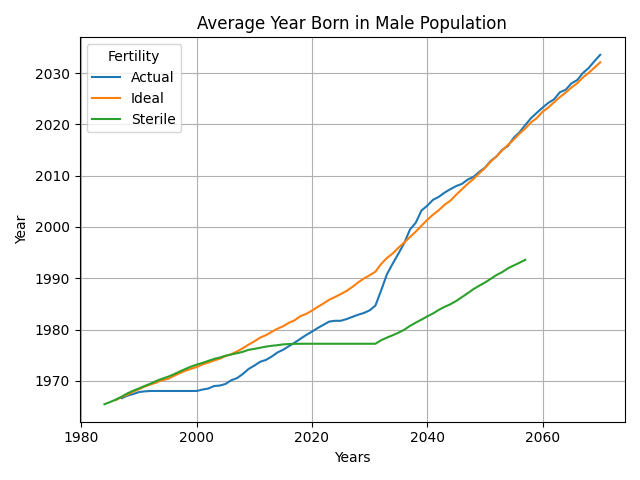 Average Year Born in Male Population
Fertility
Actual
Ideal
Sterile
Year
2030
2020
2010
2000
1990
1980
1970
1980 2000 2020 2040 2060
Years